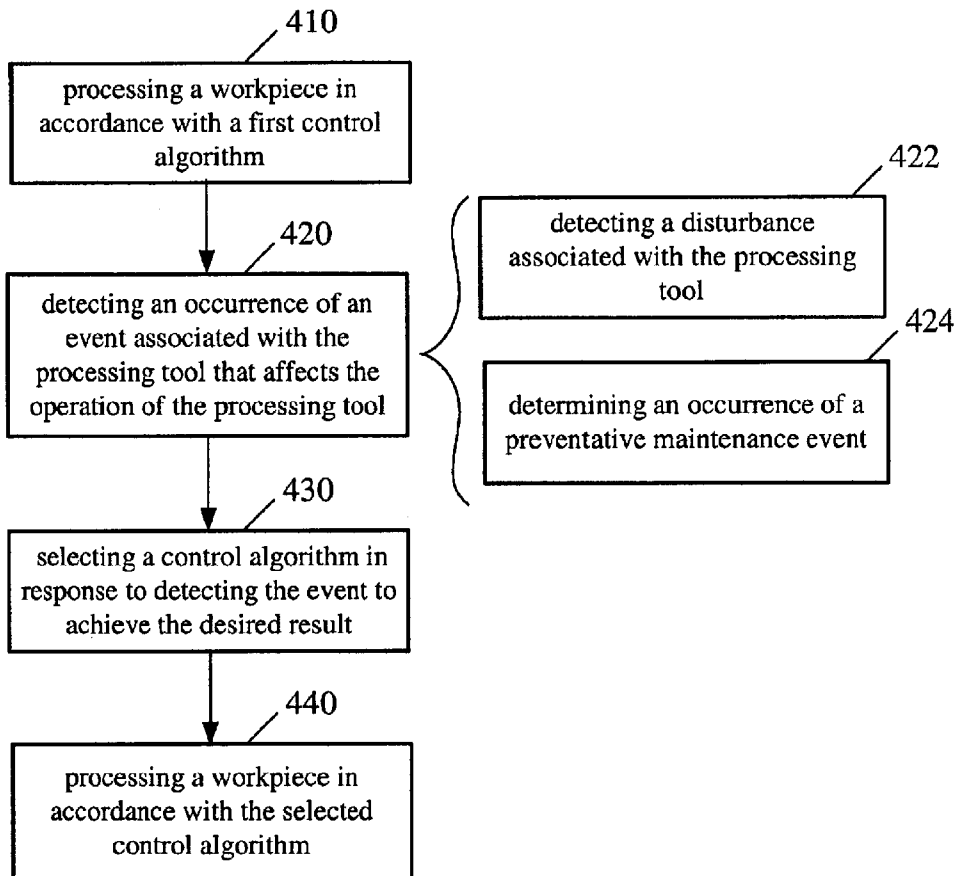 410
processing a workpiece in
accordance with a first control
algorithm
420
detecting an occurrence of an
event associated with the
processing tool that affects the
operation of the processing tool
422
detecting a disturbance
associated with the processing
tool
424
determining an occurrence of a
preventative maintenance event
430
selecting a control algorithm in
response to detecting the event to
achieve the desired result
440
processing a workpiece in
accordance with the selected
control algorithm